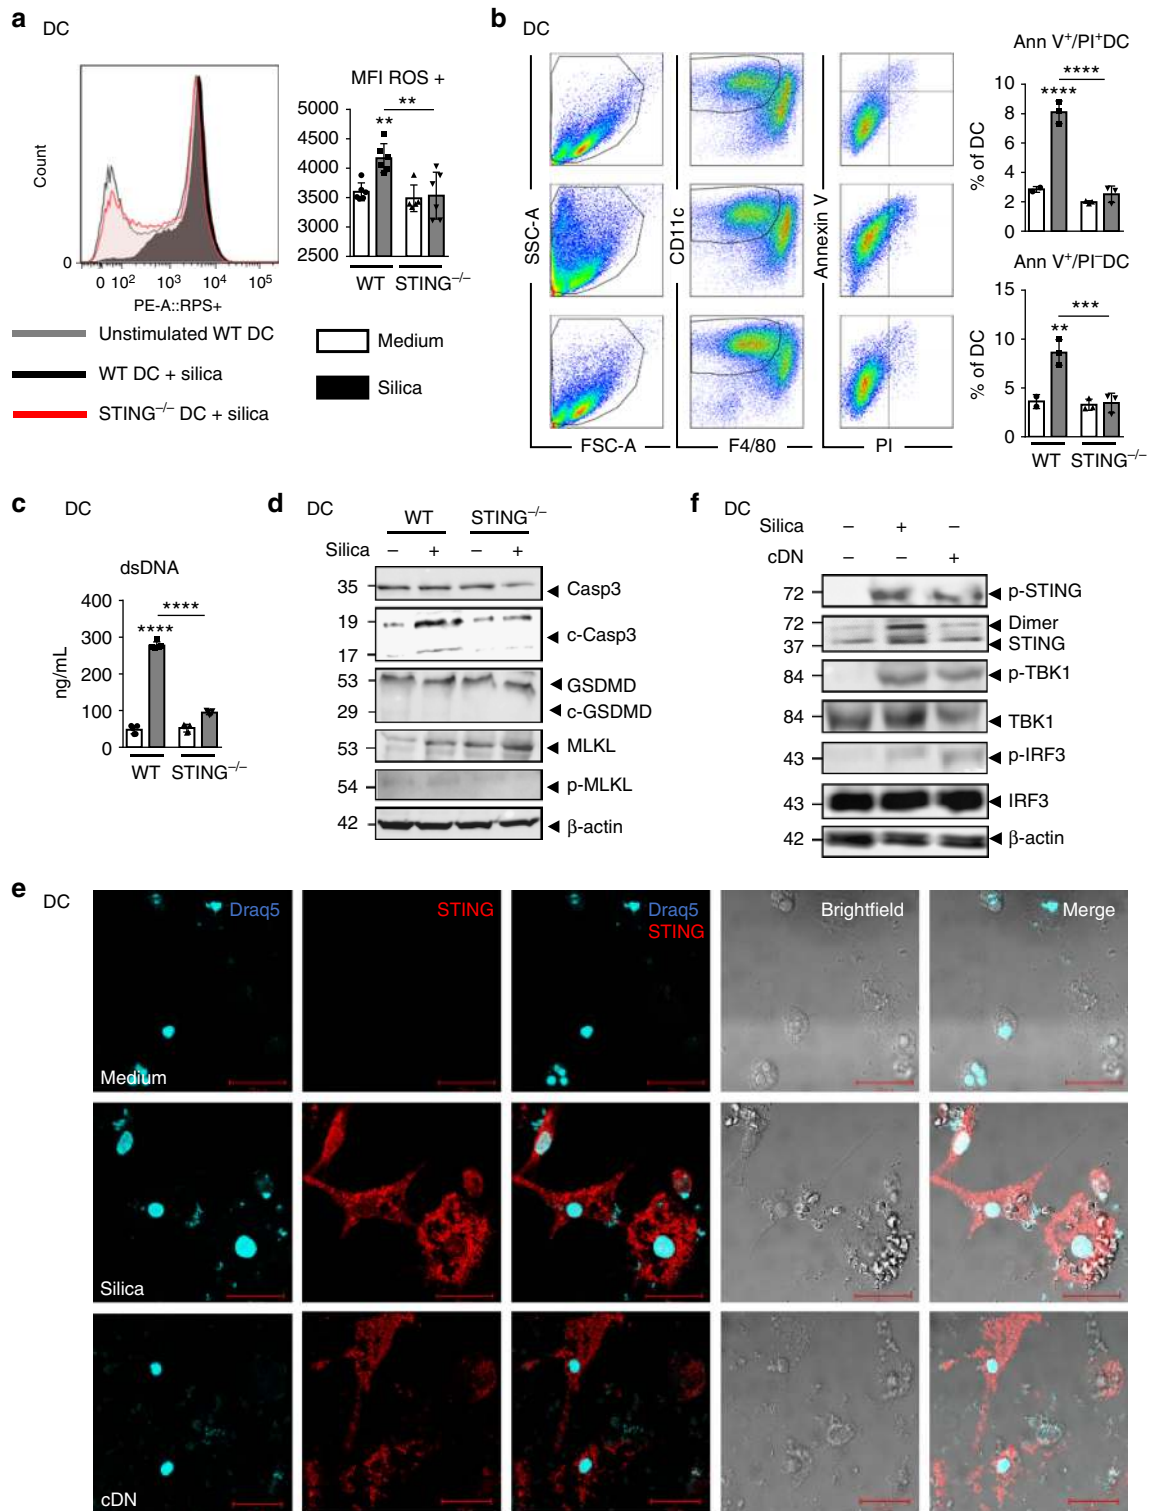 a DC
MFI ROS +
5000
4500
4000
3500
3000
2500
**
**
Count
0
0 10² 10³ 10⁴ 10⁵
PE-A::RPS+
WT STING⁻/⁻
Unstimulated WT DC
WT DC + silica
STING⁻/⁻ DC + silica
Medium
Silica
b DC
SSC-A
FSC-A
CD11c
F4/80
Annexin V
PI
Ann V⁺/PI⁺DC
10
8
6
4
2
0
% of DC
****
****
Ann V⁺/PI⁻DC
15
10
5
0
% of DC
***
**
WT STING⁻/⁻
c DC
dsDNA
400
300
200
100
0
ng/mL
****
****
WT STING⁻/⁻
d DC
WT STING⁻/⁻
Silica – + – +
35 Casp3
19
c-Casp3
17
53 GSDMD
29 c-GSDMD
53 MLKL
54 p-MLKL
42 β-actin
f DC
Silica – + –
cDN – – +
72 p-STING
72 Dimer
37 STING
84 p-TBK1
84 TBK1
43 p-IRF3
43 IRF3
42 β-actin
e DC
Draq5
STING
Draq5
STING
Brightfield
Merge
Medium
Silica
cDN